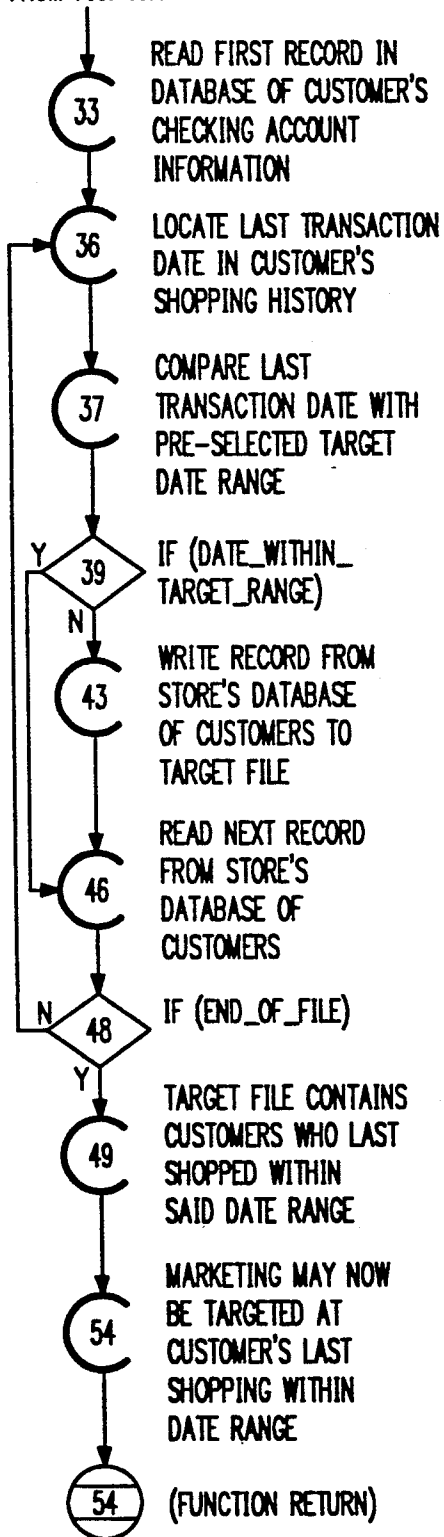 READ FIRST RECORD IN
DATABASE OF CUSTOMER'S
33
CHECKING ACCOUNT
INFORMATION
LOCATE LAST TRANSACTION
36
DATE IN CUSTOMER'S
SHOPPING HISTORY
COMPARE LAST
37
TRANSACTION DATE WITH
PRE-SELECTED TARGET
DATE RANGE
Y
39
IF (DATE_WITHIN_
TARGET_RANGE)
N
WRITE RECORD FROM
43
STORE'S DATABASE
OF CUSTOMERS TO
TARGET FILE
READ NEXT RECORD
46
FROM STORE'S
DATABASE OF
CUSTOMERS
N
48
IF (END_OF_FILE)
Y
TARGET FILE CONTAINS
49
CUSTOMERS WHO LAST
SHOPPED WITHIN
SAID DATE RANGE
MARKETING MAY NOW
54
BE TARGETED AT
CUSTOMER'S LAST
SHOPPING WITHIN
DATE RANGE
54 (FUNCTION RETURN)